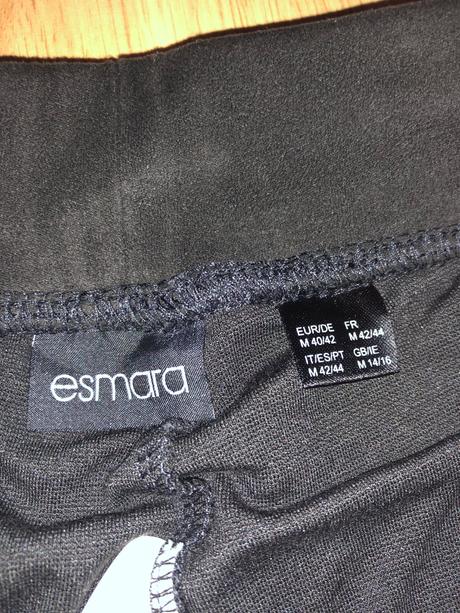 esmara
EUR/DE FR
M 40/42 M 42/44
IT/ES/PT GB/IE
M 42/44 M 14/16